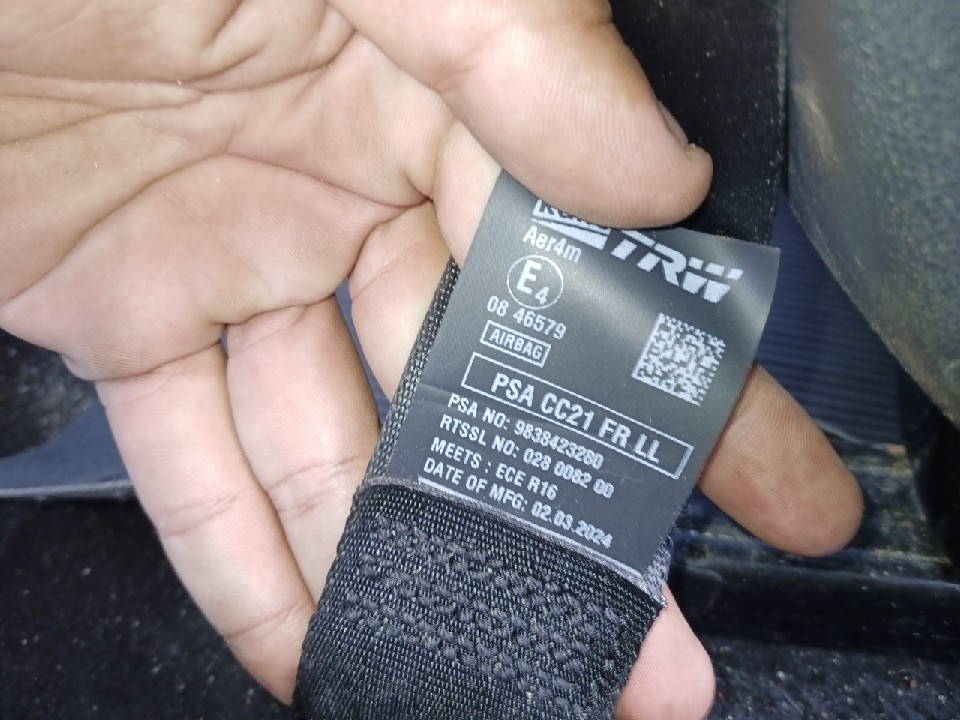 TRW
Aer4m
E4
08 46579
AIRBAG
PSA CC21 FR LL
PSA NO: 9838423280
RTSSL NO: 028 0082 00
MEETS : ECE R16
DATE OF MFG: 02.03.2024